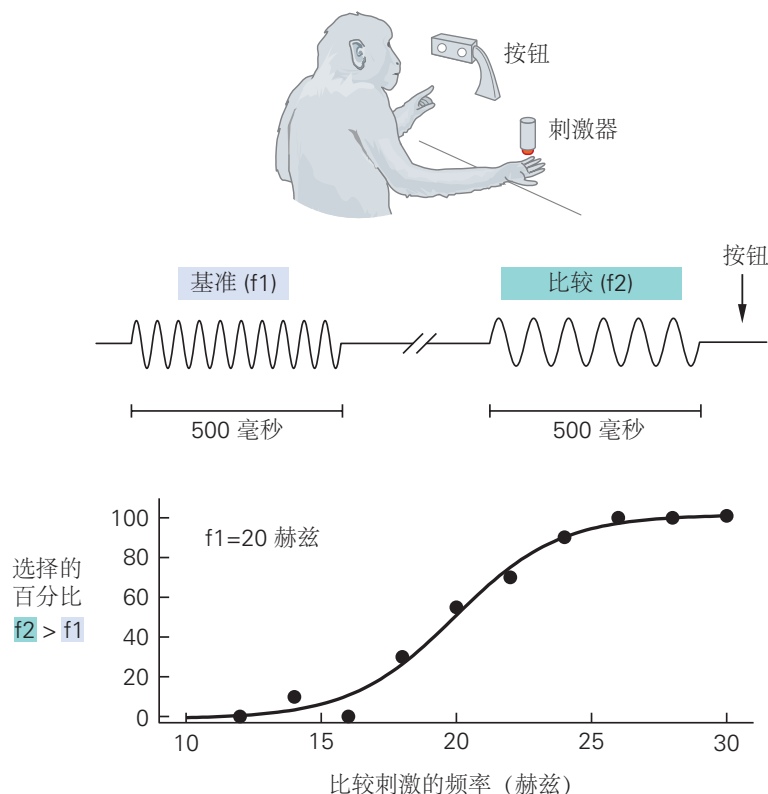 按钮
刺激器
按钮
基准 (f1)
比较 (f2)
500 毫秒
500 毫秒
f1=20 赫兹
选择的
百分比
f2 > f1
100
80
60
40
20
0
10
15
20
25
30
比较刺激的频率（赫兹）